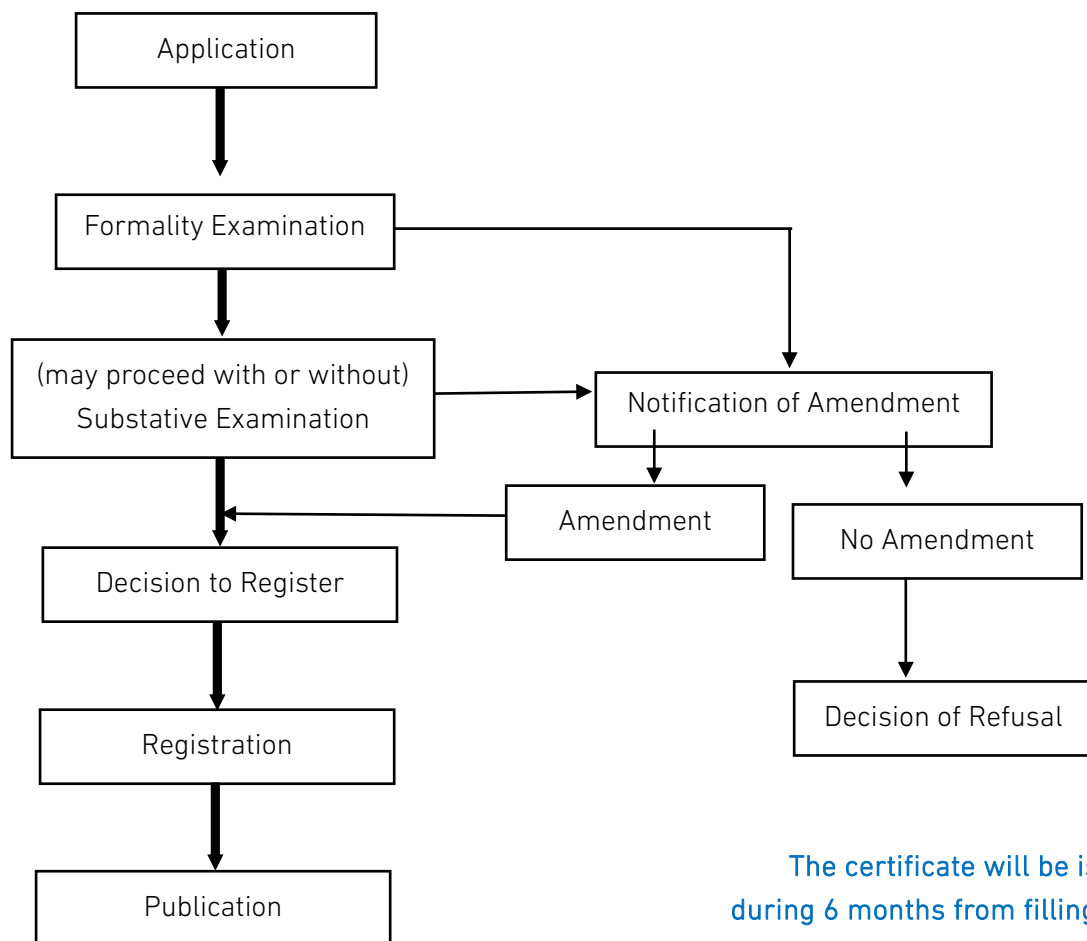 Application
Formality Examination
(may proceed with or without)
Substative Examination
Notification of Amendment
Amendment
No Amendment
Decision to Register
Decision of Refusal
Registration
The certificate will be
during 6 months from filling
Publication